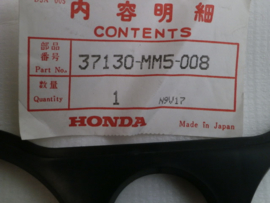 内容明細
CONTENTS
部品番号 Part No. 37130-MM5-008
数量 Quantity 1 N9V17
HONDA
Made In Japan